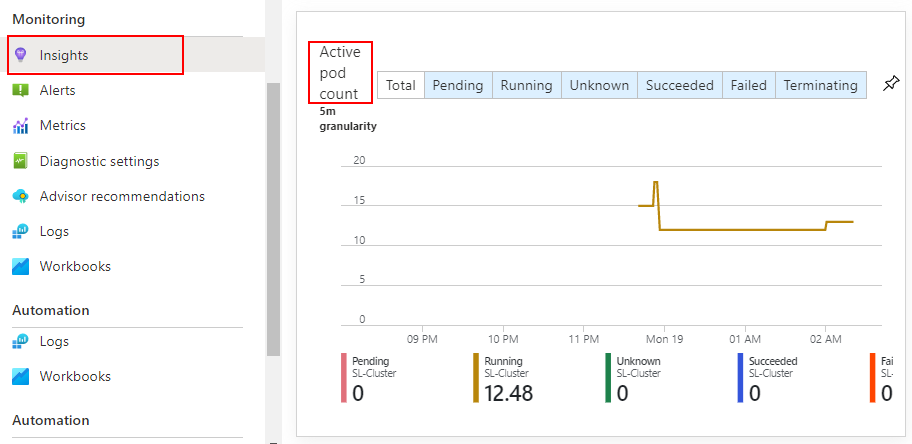 Monitoring
Insights
Alerts
Metrics
Diagnostic settings
Advisor recommendations
Logs
Workbooks
Automation
Logs
Workbooks
Automation
Active
pod
count
5m
granularity
Total Pending Running Unknown Succeeded Failed Terminating
20
15
10
5
0
09 PM 10 PM 11 PM Mon 19 01 AM 02 AM
Pending
SL-Cluster
0
Running
SL-Cluster
12.48
Unknown
SL-Cluster
0
Succeeded
SL-Cluster
0
Fai
SL-
0